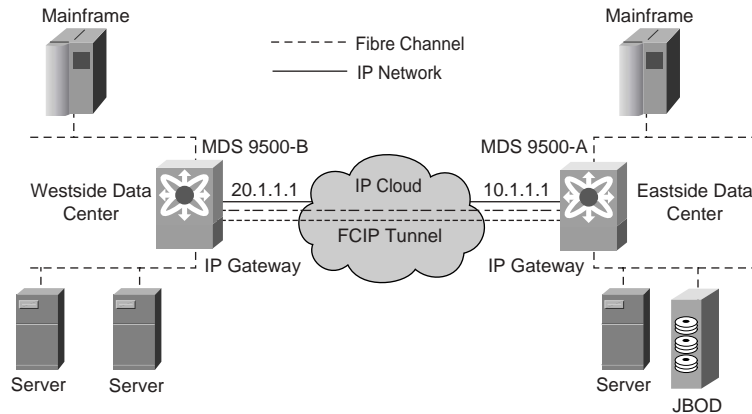 Mainframe
Mainframe
Fibre Channel
IP Network
MDS 9500-B
MDS 9500-A
Westside Data
Center
20.1.1.1
IP Cloud
10.1.1.1
Eastside Data
Center
FCIP Tunnel
IP Gateway
IP Gateway
Server
Server
Server
JBOD